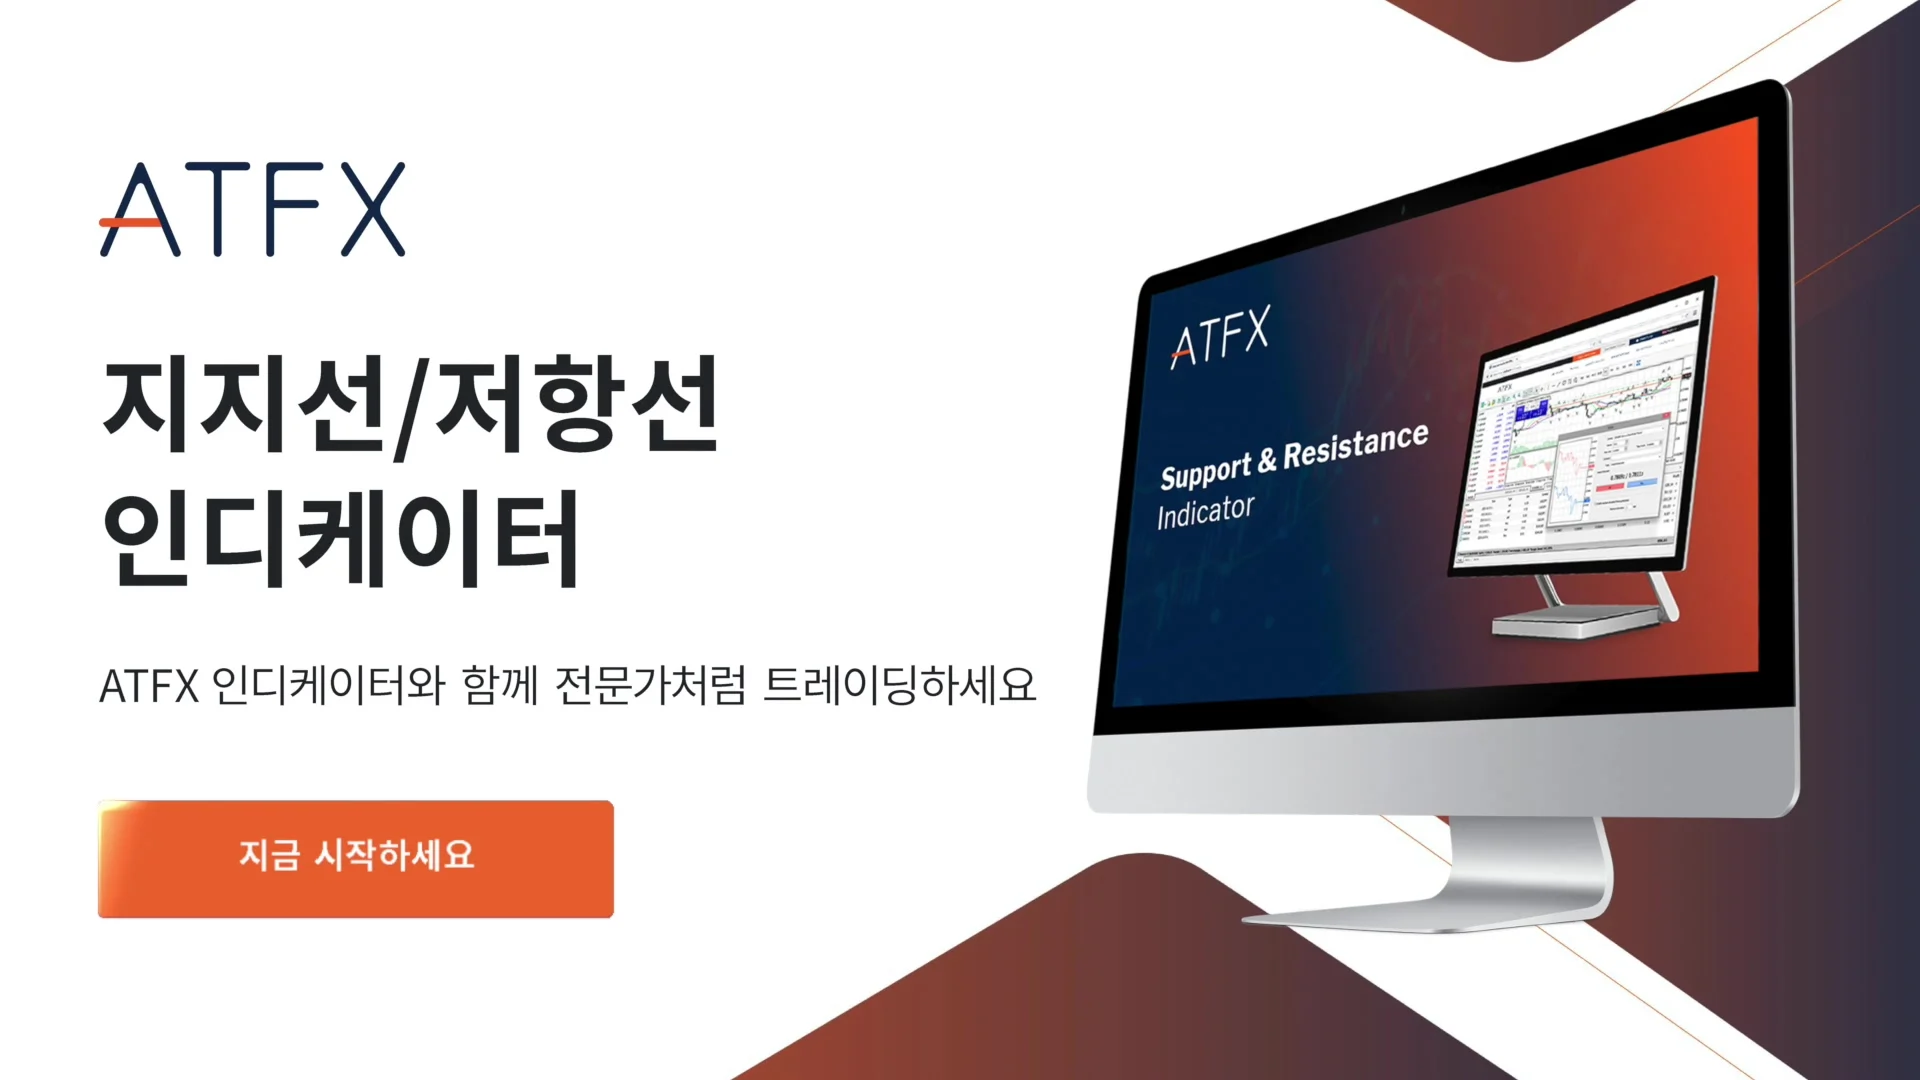 ATFX
지지선/저항선
인디케이터
ATFX 인디케이터와 함께 전문가처럼 트레이딩하세요
지금 시작하세요
ATFX
Support & Resistance
Indicator